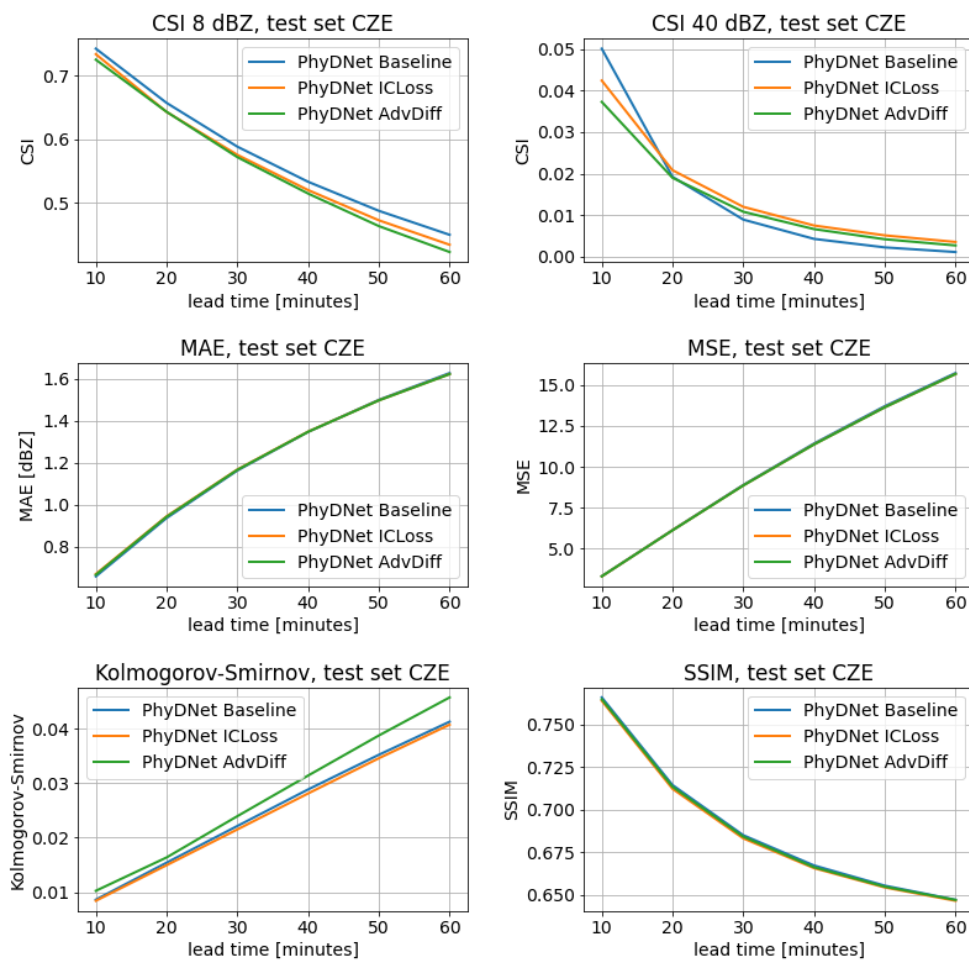 CSI 8 dBZ, test set CZE
CSI
0.7
0.6
0.5
PhyDNet Baseline
PhyDNet ICLoss
PhyDNet AdvDiff
10 20 30 40 50 60
lead time [minutes]
CSI 40 dBZ, test set CZE
CSI
0.05
0.04
0.03
0.02
0.01
0.00
PhyDNet Baseline
PhyDNet ICLoss
PhyDNet AdvDiff
10 20 30 40 50 60
lead time [minutes]
MAE, test set CZE
MAE [dBZ]
1.6
1.4
1.2
1.0
0.8
PhyDNet Baseline
PhyDNet ICLoss
PhyDNet AdvDiff
10 20 30 40 50 60
lead time [minutes]
MSE, test set CZE
MSE
15.0
12.5
10.0
7.5
5.0
PhyDNet Baseline
PhyDNet ICLoss
PhyDNet AdvDiff
10 20 30 40 50 60
lead time [minutes]
Kolmogorov-Smirnov, test set CZE
Kolmogorov-Smirnov
0.04
0.03
0.02
0.01
PhyDNet Baseline
PhyDNet ICLoss
PhyDNet AdvDiff
10 20 30 40 50 60
lead time [minutes]
SSIM, test set CZE
SSIM
0.750
0.725
0.700
0.675
0.650
PhyDNet Baseline
PhyDNet ICLoss
PhyDNet AdvDiff
10 20 30 40 50 60
lead time [minutes]